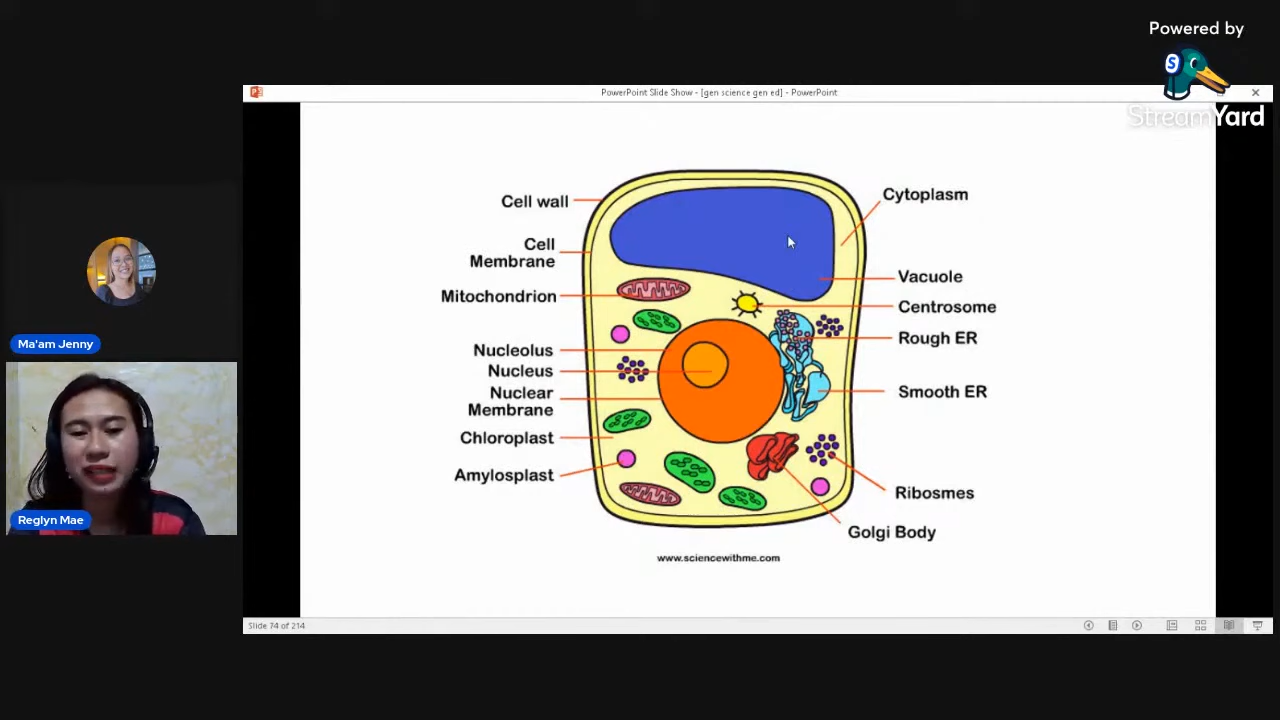 Powered by
S
StreamYard
PowerPoint Slide Show - [gen science gen ed] - PowerPoint
Cell wall
Cell
Membrane
Mitochondrion
Nucleolus
Nucleus
Nuclear
Membrane
Chloroplast
Amylosplast
Cytoplasm
Vacuole
Centrosome
Rough ER
Smooth ER
Ribosmes
Golgi Body
www.sciencewithme.com
Ma'am Jenny
Reglyn Mae
Slide 74 of 214